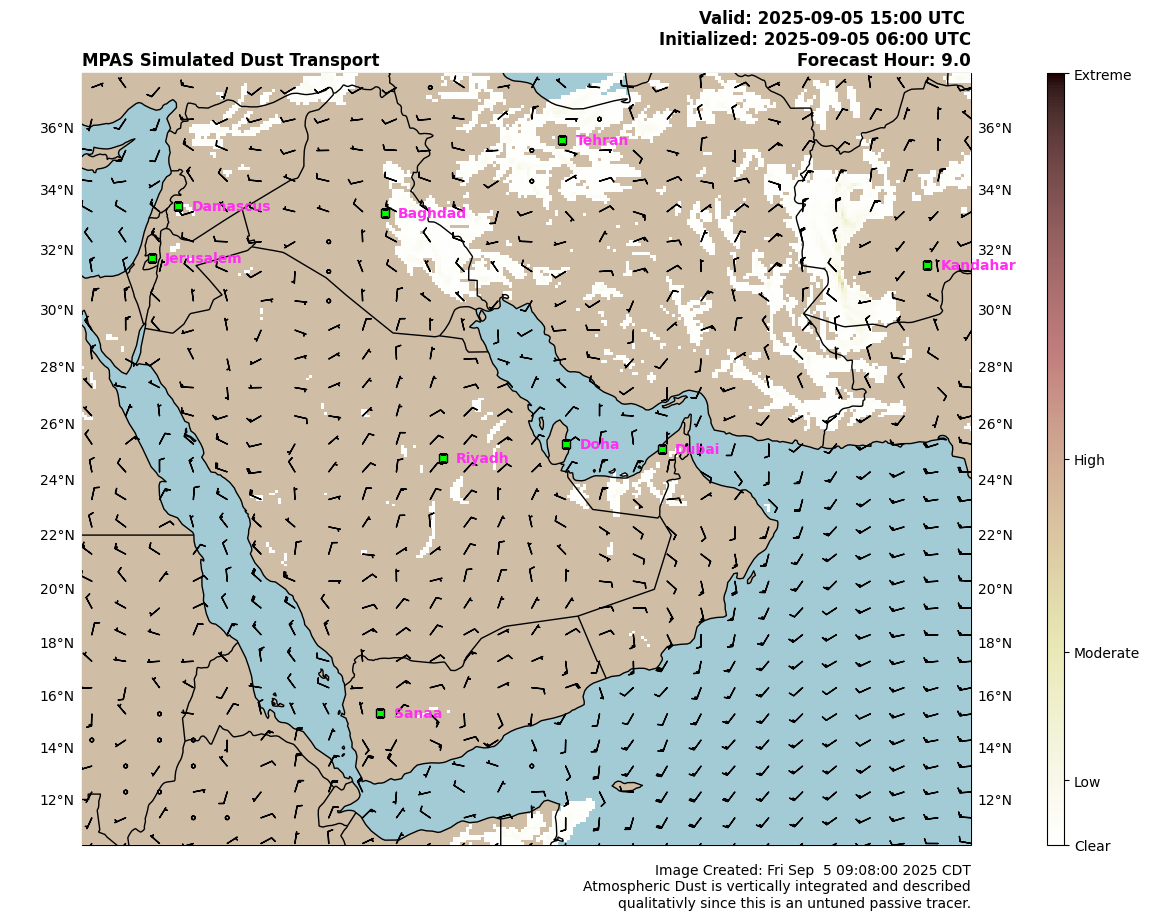 Valid: 2025-09-05 15:00 UTC
Initialized: 2025-09-05 06:00 UTC
MPAS Simulated Dust Transport
Forecast Hour: 9.0
Extreme
36°N
36°N
Tehran
34°N
34°N
Damascus
Baghdad
32°N
32°N
Jerusalem
Kandahar
30°N
30°N
28°N
28°N
26°N
26°N
Doha
Dubai
Riyadh
High
24°N
24°N
22°N
22°N
20°N
20°N
18°N
18°N
Moderate
16°N
16°N
Sanaa
14°N
14°N
Low
12°N
12°N
Clear
Image Created: Fri Sep  5 09:08:00 2025 CDT
Atmospheric Dust is vertically integrated and described
qualitativly since this is an untuned passive tracer.